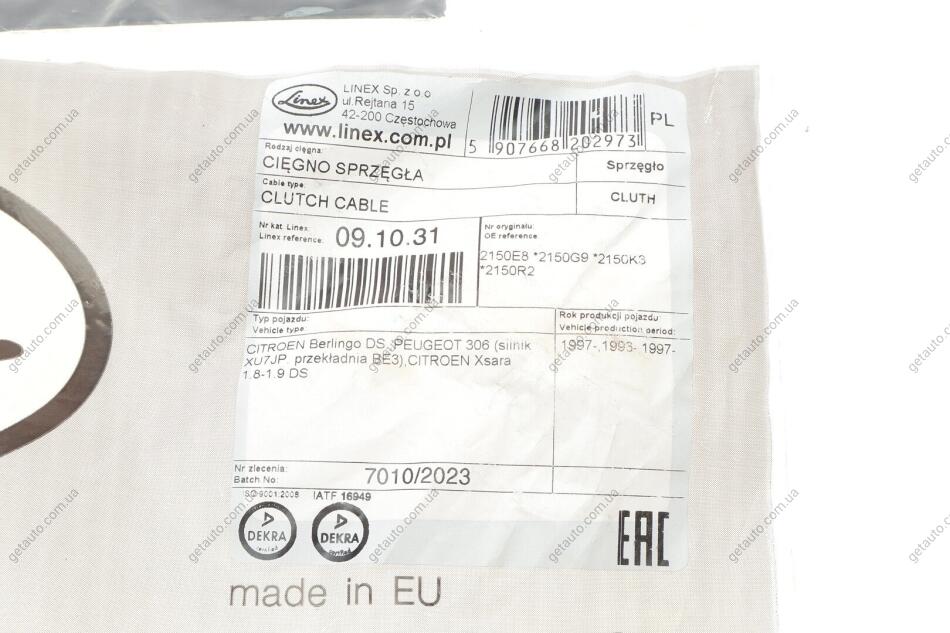 Linex
LINEX Sp. z o o
ul.Rejtana 15
42-200 Częstochowa
www.linex.com.pl
5 907668 202973
PL
Rodzaj cięgna:
CIĘGNO SPRZĘGŁA
Sprzęgło
Cable type:
CLUTCH CABLE
CLUTH
Nr kat. Linex:
Linex reference:
09.10.31
Nr oryginału:
OE reference:
2150E8 *2150G9 *2150K3
*2150R2
Typ pojazdu:
Vehicle type:
Rok produkcji pojazdu
Vehicle production period:
CITROEN Berlingo DS, PEUGEOT 306 (silnik
XU7JP, przekładnia BE3),CITROEN Xsara
1.8-1.9 DS
1997-,1993- 1997-
Nr zlecenia:
Batch No:
7010/2023
ISO 9001:2008
IATF 16949
DEKRA
certified
DEKRA
certified
EAC
made in EU
getauto.com.ua